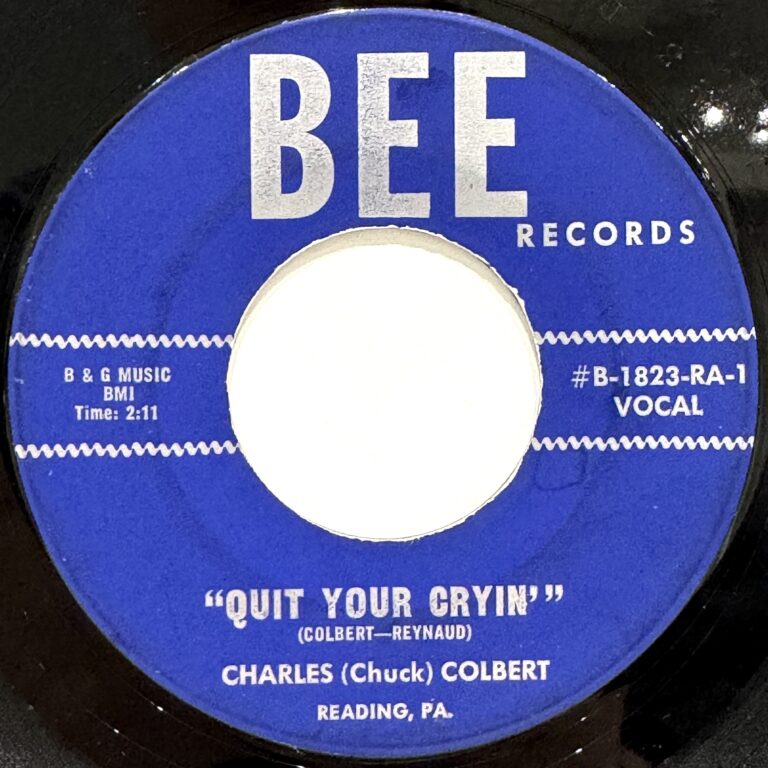 BEE
RECORDS
B & G MUSIC
BMI
Time: 2:11
#B-1823-RA-1
VOCAL
“QUIT YOUR CRYIN’”
(COLBERT—REYNAUD)
CHARLES (Chuck) COLBERT
READING, PA.